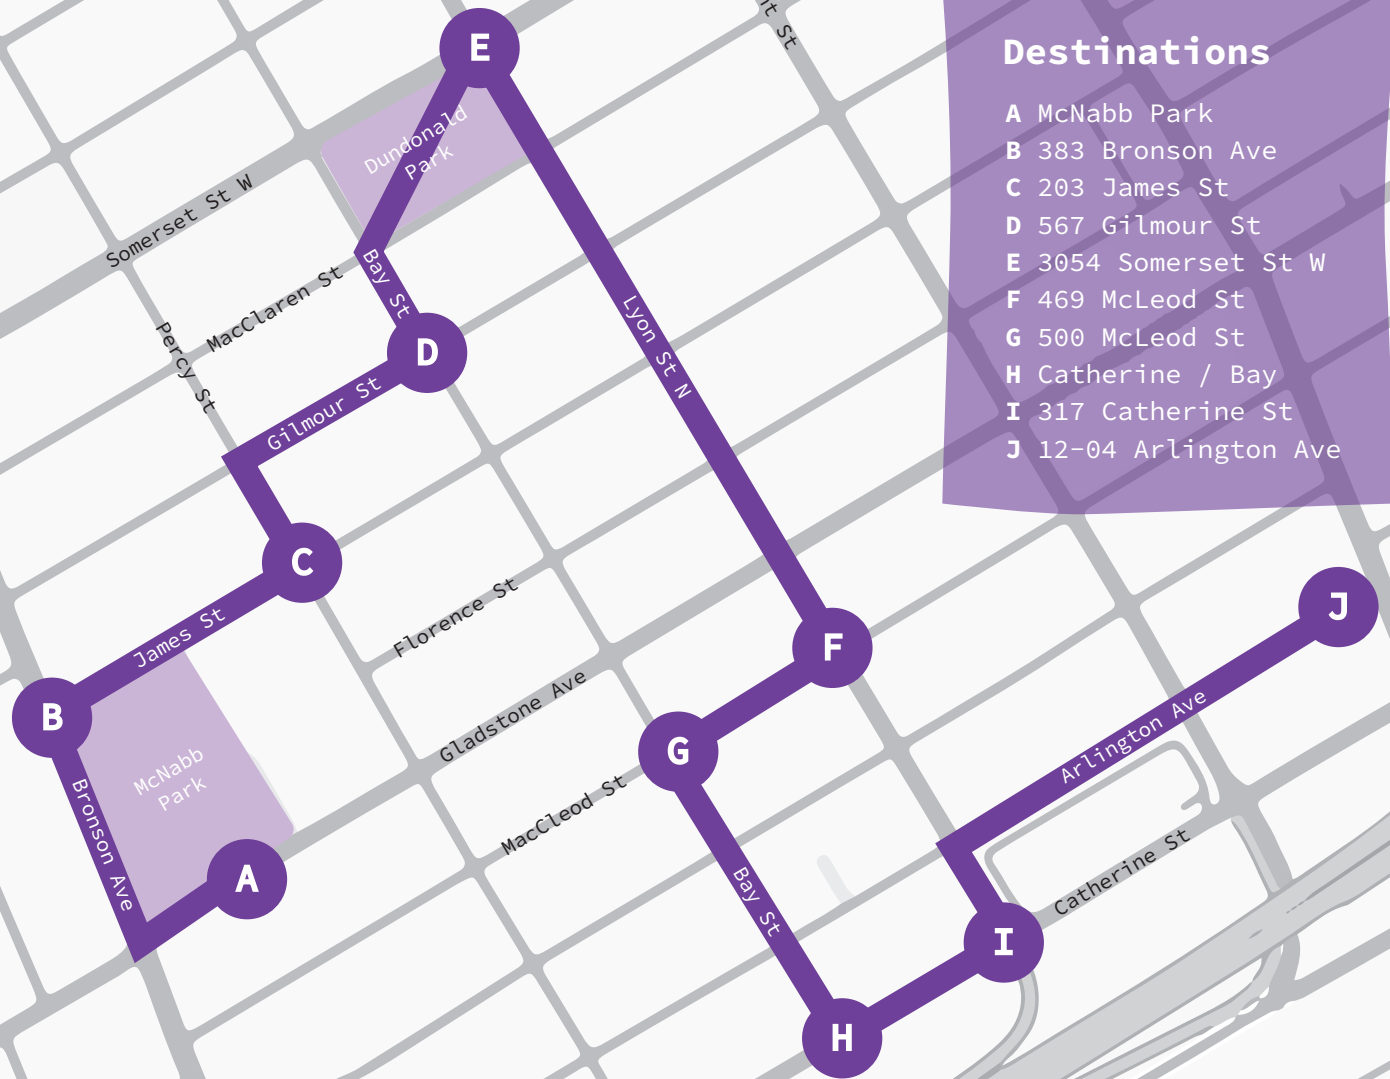 Destinations
A McNabb Park
B 383 Bronson Ave
C 203 James St
D 567 Gilmour St
E 3054 Somerset St W
F 469 McLeod St
G 500 McLeod St
H Catherine / Bay
I 317 Catherine St
J 12-04 Arlington Ave
St
E
Dundonald
Park
Somerset St W
Bay St
MacClaren St
Percy St
Lyon St N
D
Gilmour St
C
Florence St
James St
J
F
B
Gladstone Ave
G
McNabb
Park
Arlington Ave
MacCleod St
Bronson Ave
A
Bay St
Catherine St
I
H